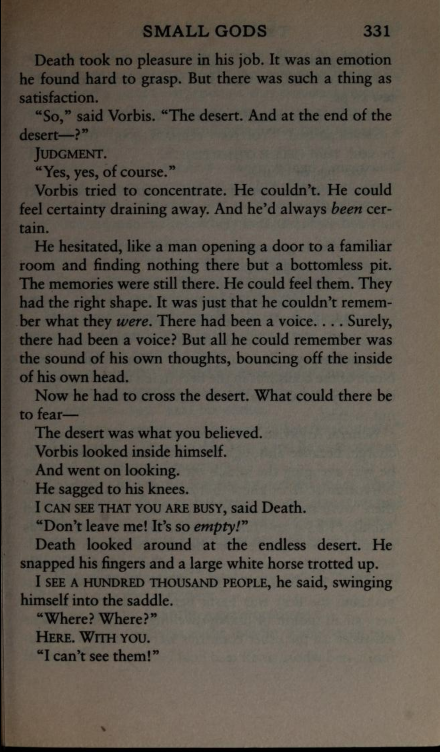 SMALL GODS 331
Death took no pleasure in his job. It was an emotion
he found hard to grasp. But there was such a thing as
satisfaction.
“So,” said Vorbis. “The desert. And at the end of the
desert—?”
JUDGMENT.
“Yes, yes, of course.”
Vorbis tried to concentrate. He couldn’t. He could
feel certainty draining away. And he’d always been cer-
tain.
He hesitated, like a man opening a door to a familiar
room and finding nothing there but a bottomless pit.
The memories were still there. He could feel them. They
had the right shape. It was just that he couldn’t remem-
ber what they were. There had been a voice. . . . Surely,
there had been a voice? But all he could remember was
the sound of his own thoughts, bouncing off the inside
of his own head.
Now he had to cross the desert. What could there be
to fear—
The desert was what you believed.
Vorbis looked inside himself.
And went on looking.
He sagged to his knees.
I CAN SEE THAT YOU ARE BUSY, said Death.
“Don’t leave me! It’s so empty!”
Death looked around at the endless desert. He
snapped his fingers and a large white horse trotted up.
I SEE A HUNDRED THOUSAND PEOPLE, he said, swinging
himself into the saddle.
“Where? Where?”
HERE. WITH YOU.
“I can’t see them!”